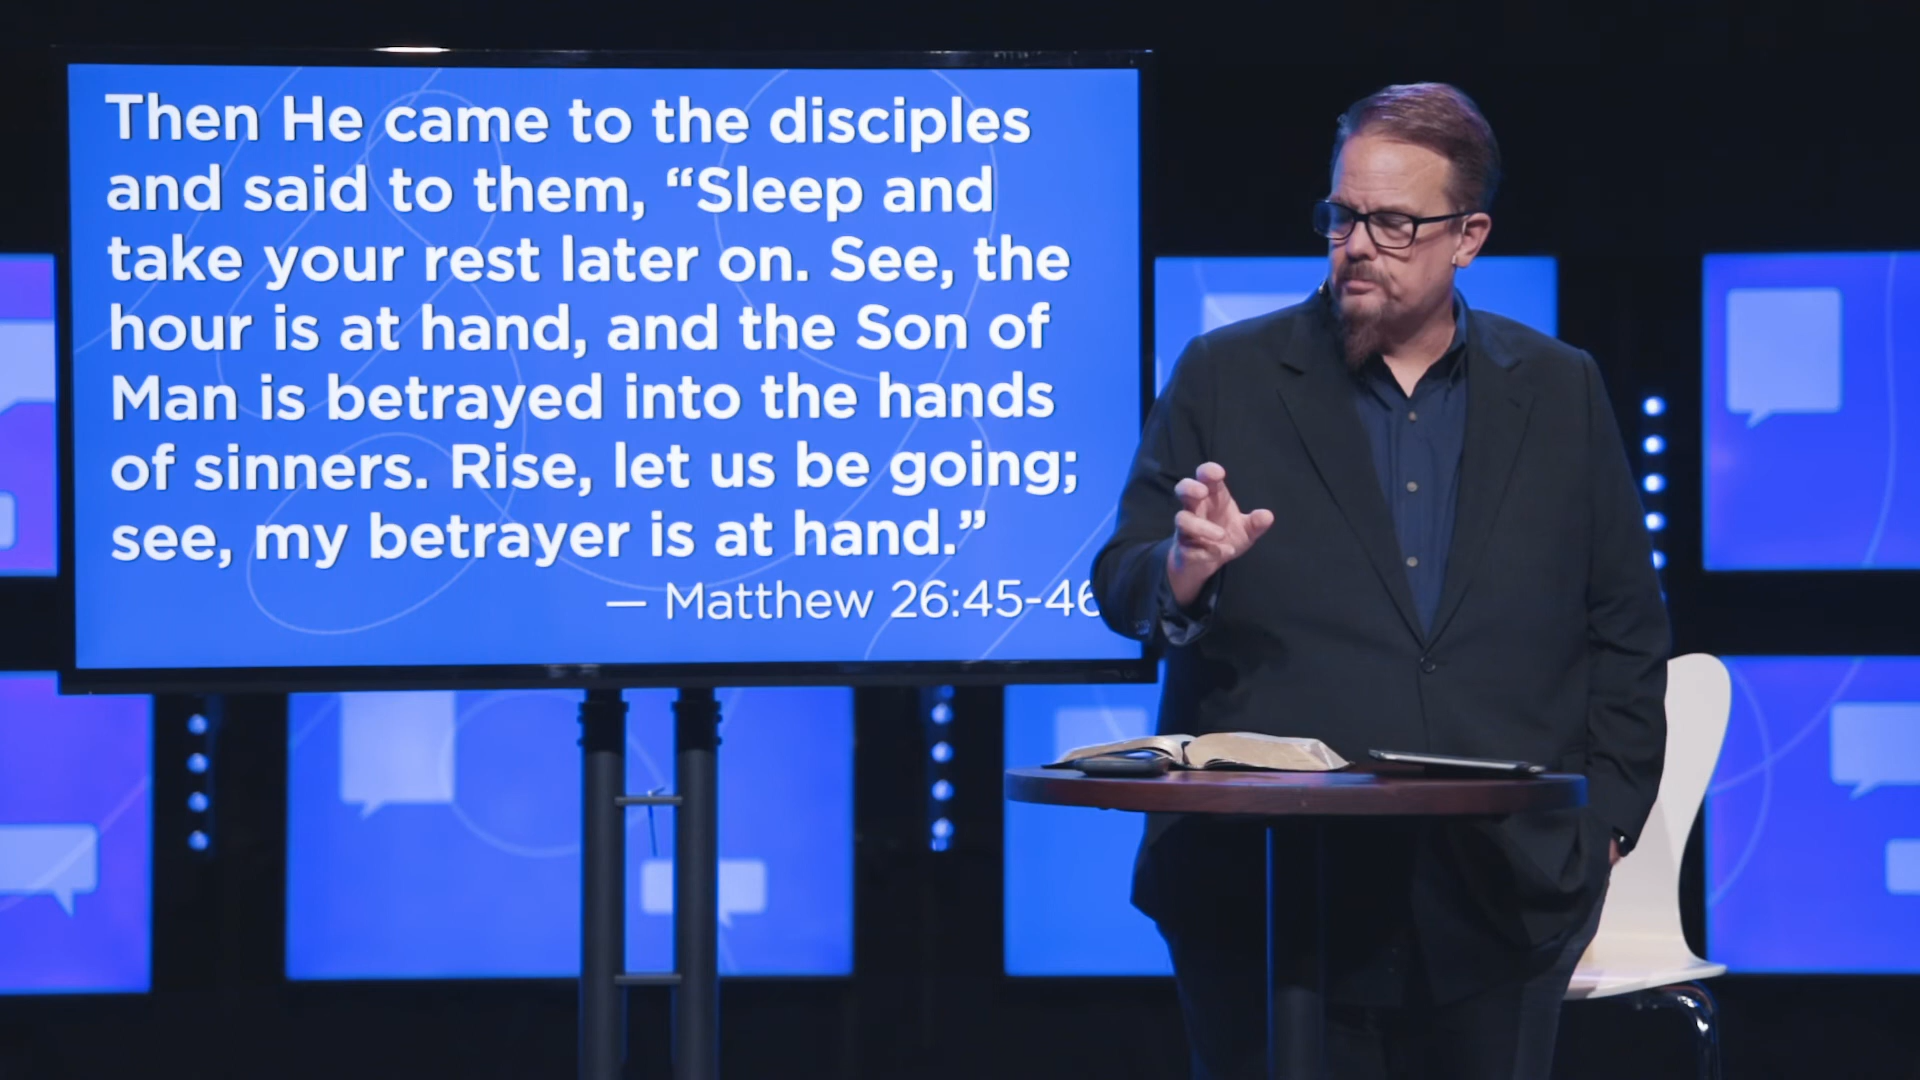 Then He came to the disciples
and said to them, “Sleep and
take your rest later on. See, the
hour is at hand, and the Son of
Man is betrayed into the hands
of sinners. Rise, let us be going;
see, my betrayer is at hand.”
— Matthew 26:45-46